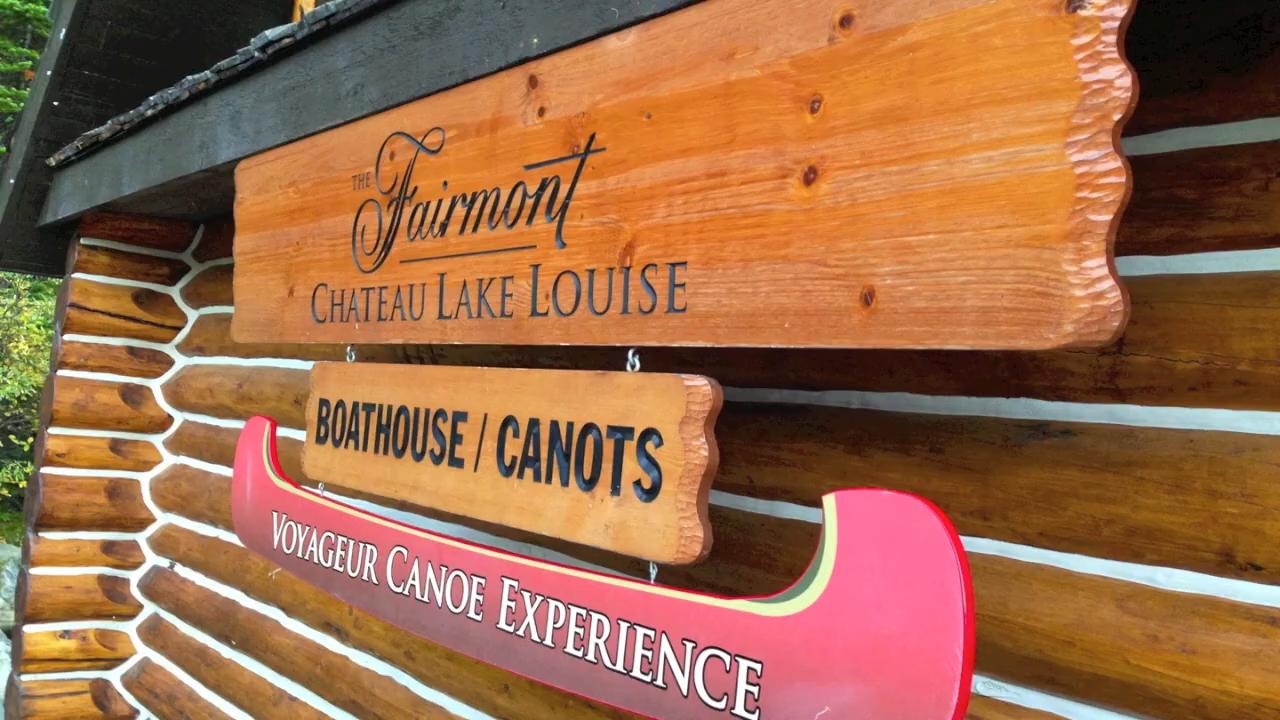 THE Fairmont
CHATEAU LAKE LOUISE
BOATHOUSE / CANOTS
VOYAGEUR CANOE EXPERIENCE